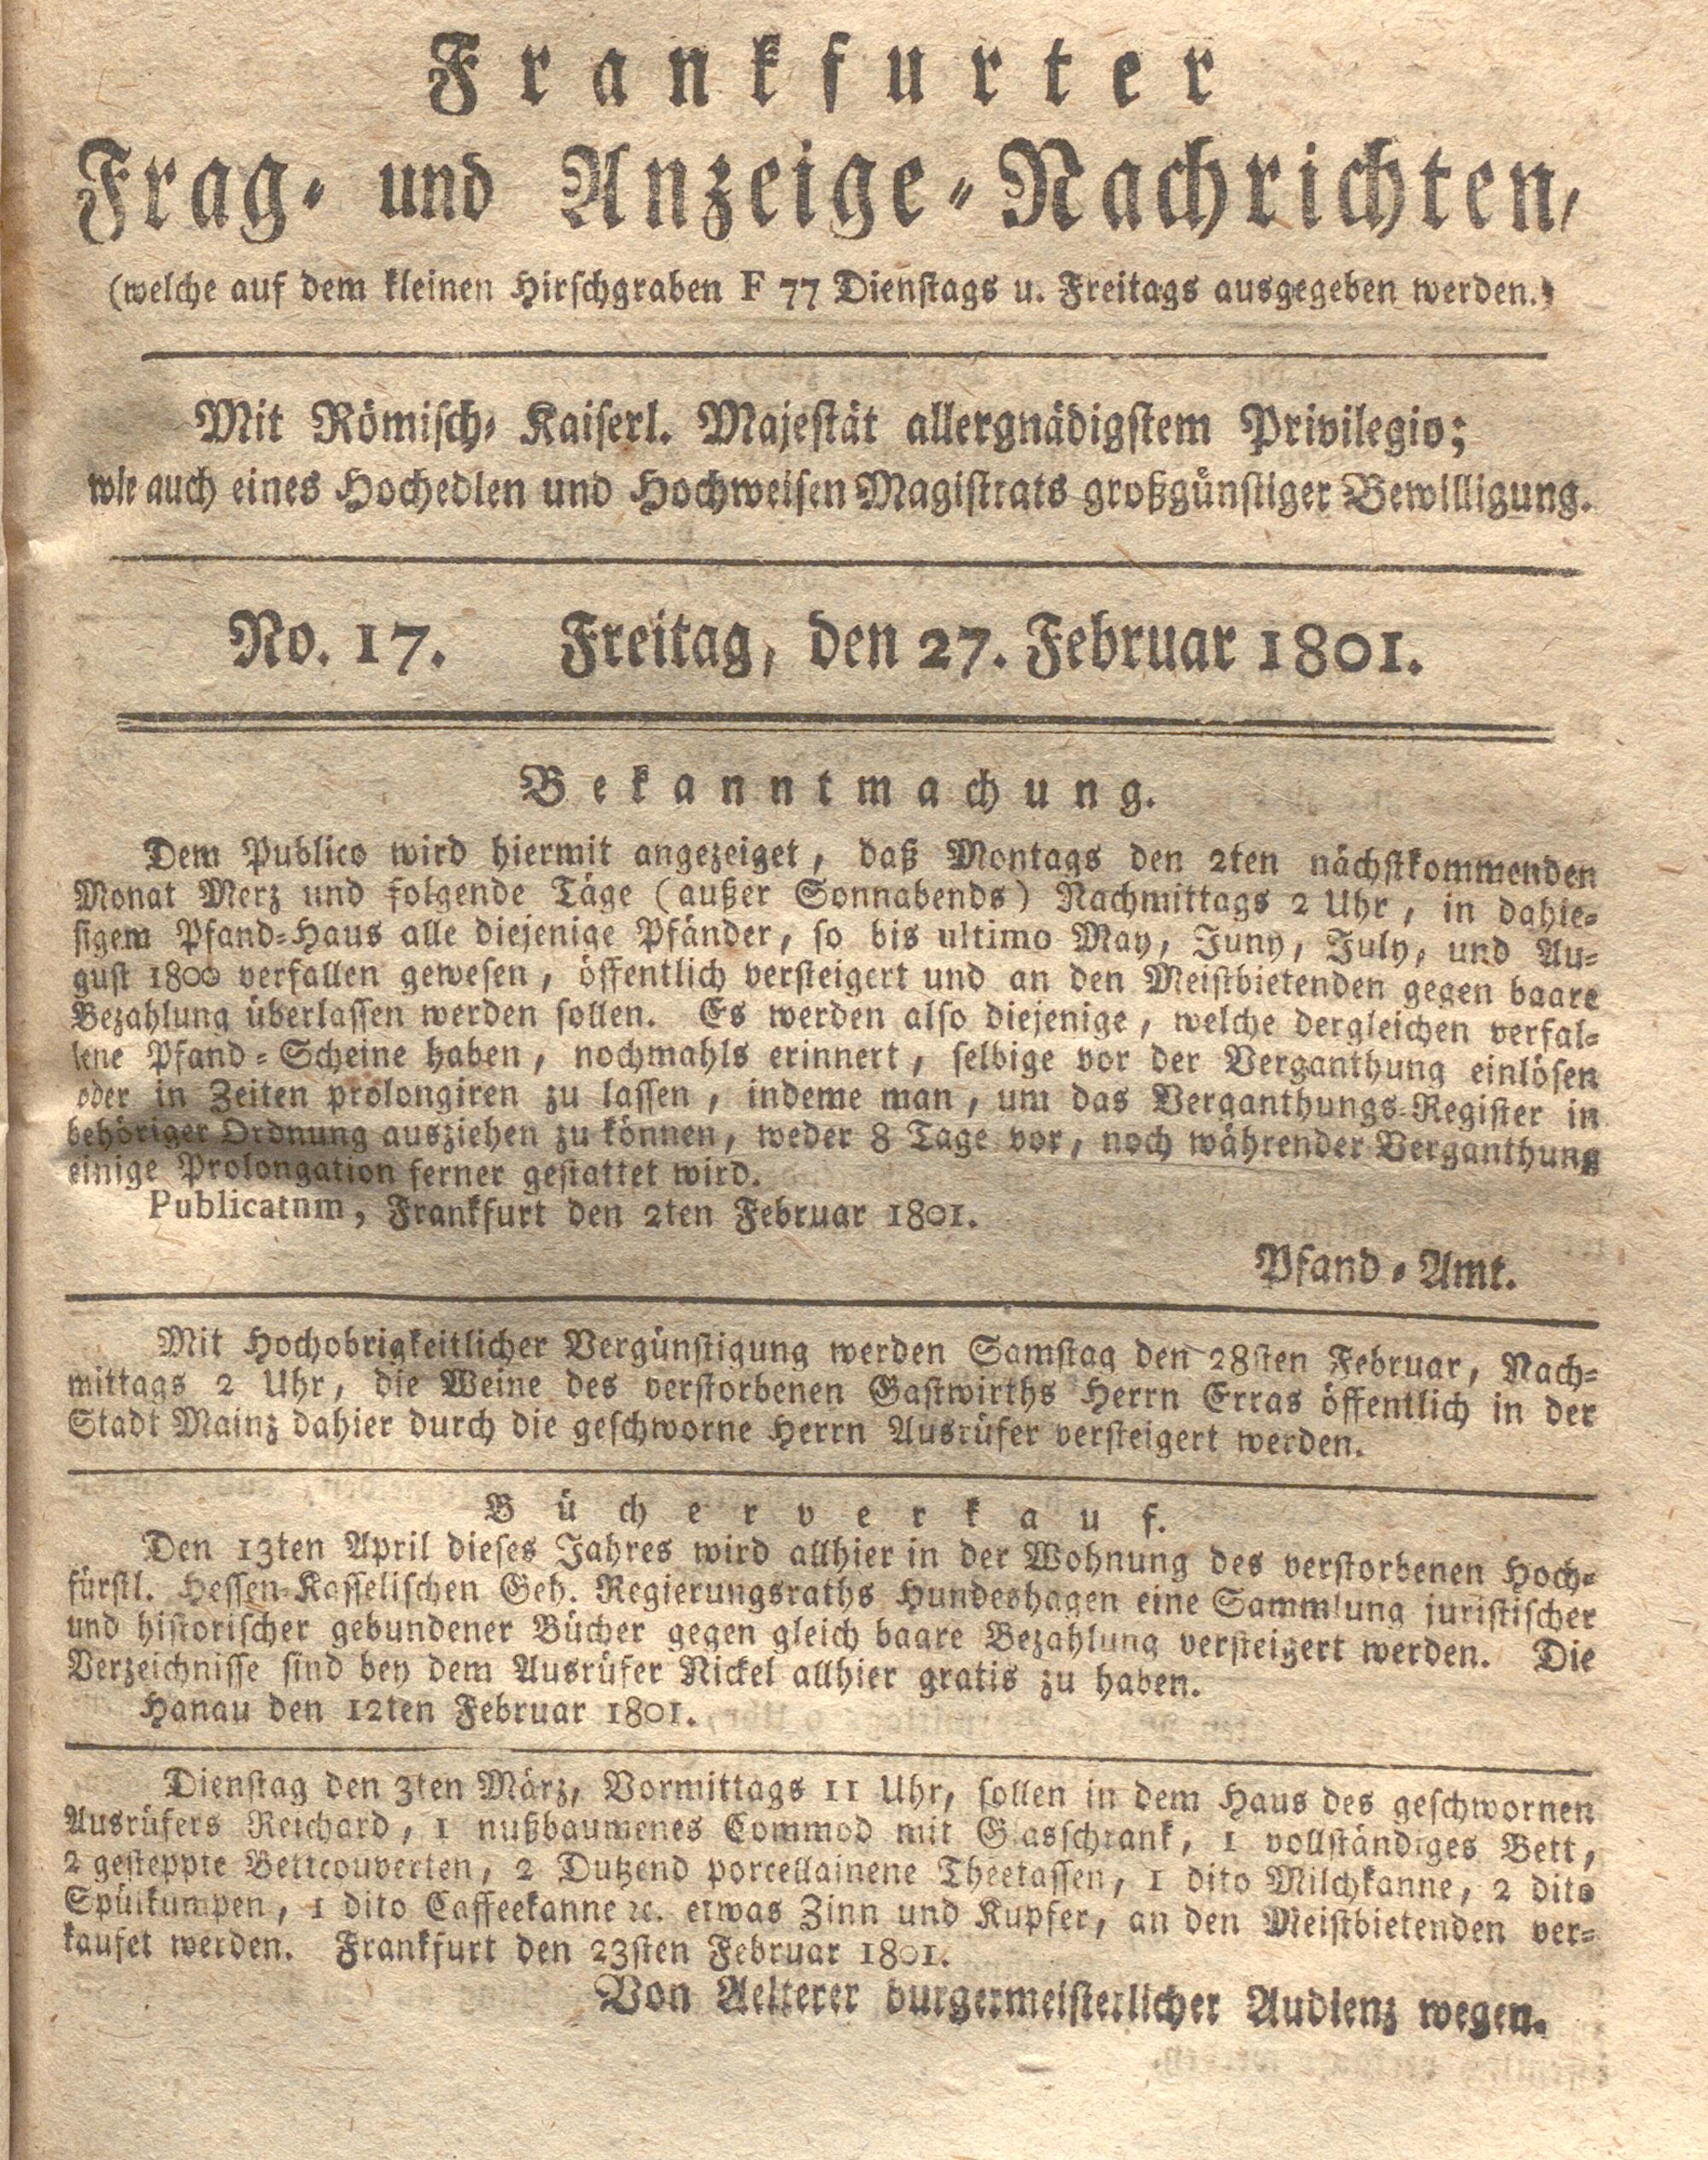 Frankfurter
Frag- und Anzeige-Nachrichten,
(welche auf dem kleinen Hirschgraben F 77 Dienstags u. Freitags ausgegeben werden.)
Mit Römisch- Kaiserl. Majestät allergnädigstem Privilegio;
wie auch eines Hochedlen und Hochweisen Magistrats großgünstiger Bewilligung.
No. 17. Freitag, den 27. Februar 1801.
Bekanntmachung.
Dem Publico wird hiermit angezeiget, daß Montags den 2ten nächstkommenden
Monat Merz und folgende Täge (außer Sonnabends) Nachmittags 2 Uhr, in dahie-
sigem Pfand-Haus alle diejenige Pfänder, so bis ultimo May, Juny, July, und Au-
gust 1800 verfallen gewesen, öffentlich versteigert und an den Meistbietenden gegen baare
Bezahlung überlassen werden sollen. Es werden also diejenige, welche dergleichen verfal-
lene Pfand-Scheine haben, nochmahls erinnert, selbige vor der Verganthung einlösen
oder in Zeiten prolongiren zu lassen, indeme man, um das Verganthungs-Register in
behöriger Ordnung ausziehen zu können, weder 8 Tage vor, noch währender Verganthung
einige Prolongation ferner gestattet wird.
Publicatnm, Frankfurt den 2ten Februar 1801.
Pfand-Amt.
Mit Hochobrigkeitlicher Vergünstigung werden Samstag den 28sten Februar, Nach-
mittags 2 Uhr, die Weine des verstorbenen Gastwirths Herrn Erras öffentlich in der
Stadt Mainz dahier durch die geschworne Herrn Ausrüfer versteigert werden.
Bücherverkauf.
Den 13ten April dieses Jahres wird allhier in der Wohnung des verstorbenen Hoch-
fürstl. Hessen-Kasselischen Geh. Regierungsraths Hundeshagen eine Sammlung juristischer
und historischer gebundener Bücher gegen gleich baare Bezahlung versteigert werden. Die
Verzeichnisse sind bey dem Ausrüfer Nickel allhier gratis zu haben.
Hanau den 12ten Februar 1801.
Dienstag den 3ten März, Vormittags 11 Uhr, sollen in dem Haus des geschwornen
Ausrüfers Reichard, 1 nußbaumenes Commod mit Glasschrank, 1 vollständiges Bett,
2 gesteppte Bettcouverten, 2 Dutzend porcellainene Theetassen, 1 dito Milchkanne, 2 dito
Spülkumpen, 1 dito Caffeekanne ꝛc. etwas Zinn und Kupfer, an den Meistbietenden ver-
kaufet werden. Frankfurt den 23sten Februar 1801.
Von Aelterer burgermeisterlicher Audienz wegen.